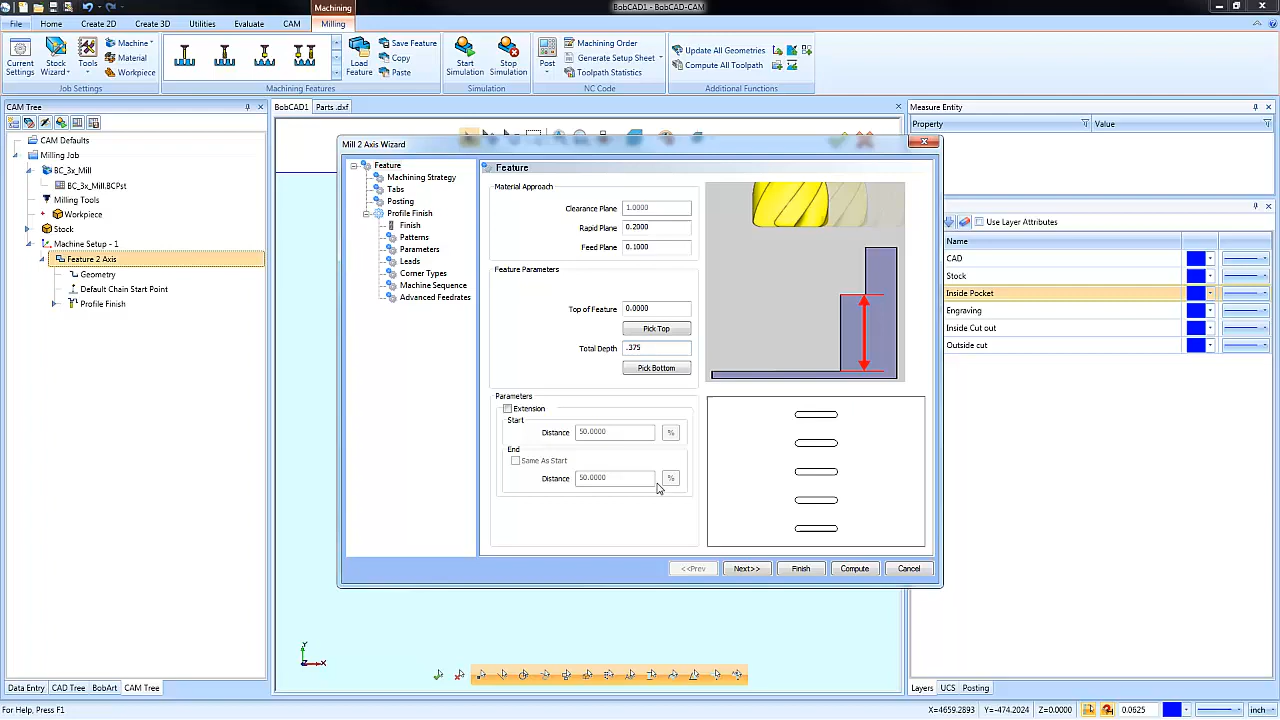 Machining
BobCAD1 - BobCAD-CAM
File Home Create 2D Create 3D Utilities Evaluate CAM Milling
Current Settings
Stock Wizard
Tools
Machine
Material
Workpiece
Job Settings
Load Feature
Save Feature
Copy
Paste
Machining Features
Start Simulation
Stop Simulation
Simulation
Post
Machining Order
Generate Setup Sheet
Toolpath Statistics
NC Code
Update All Geometries
Compute All Toolpath
Additional Functions
CAM Tree
CAM Defaults
Milling Job
BC_3x_Mill
BC_3x_Mill.BCPst
Milling Tools
Workpiece
Stock
Machine Setup - 1
Feature 2 Axis
Geometry
Default Chain Start Point
Profile Finish
Data Entry CAD Tree BobArt CAM Tree
BobCAD1 Parts.dxf
Mill 2 Axis Wizard
Feature
Machining Strategy
Tabs
Posting
Profile Finish
Finish
Patterns
Parameters
Leads
Corner Types
Machine Sequence
Advanced Feedrates
Feature
Material Approach
Clearance Plane 1.0000
Rapid Plane 0.2000
Feed Plane 0.1000
Feature Parameters
Top of Feature 0.0000
Pick Top
Total Depth .375
Pick Bottom
Parameters
Extension
Start
Distance 50.0000 %
End
Same As Start
Distance 50.0000 %
<<Prev Next>> Finish Compute Cancel
Y
X
Measure Entity
Property Value
Use Layer Attributes
Name
CAD
Stock
Inside Pocket
Engraving
Inside Cut out
Outside cut
Layers UCS Posting
For Help, Press F1
X=4659.2893 Y=-474.2024 Z=0.0000 0.0625 inch